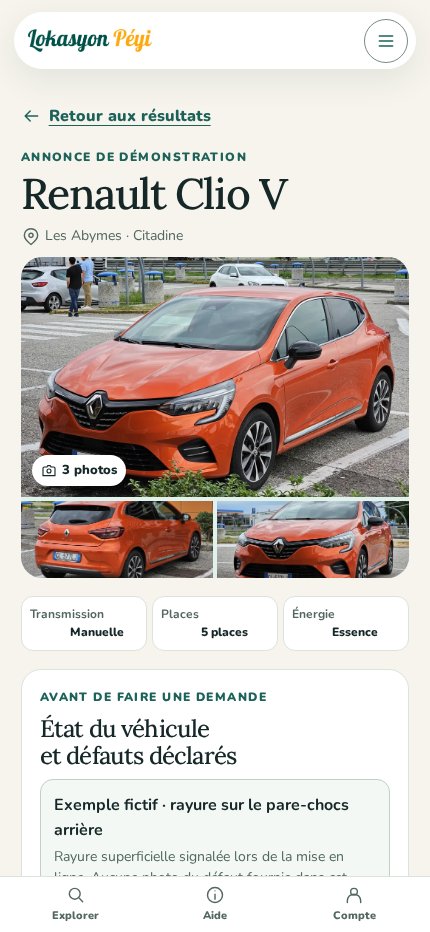 Lokasyon Péyi
Retour aux résultats
ANNONCE DE DÉMONSTRATION
Renault Clio V
Les Abymes · Citadine
3 photos
Transmission
Manuelle
Places
5 places
Énergie
Essence
AVANT DE FAIRE UNE DEMANDE
État du véhicule
et défauts déclarés
Exemple fictif · rayure sur le pare-chocs
arrière
Rayure superficielle signalée lors de la mise en
Explorer
Aide
Compte